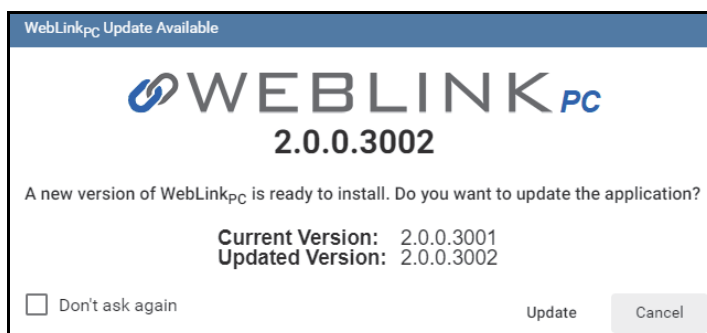 WebLinkPC Update Available
WEBLINK PC
2.0.0.3002
A new version of WebLinkPC is ready to install. Do you want to update the application?
Current Version: 2.0.0.3001
Updated Version: 2.0.0.3002
Don't ask again
Update Cancel